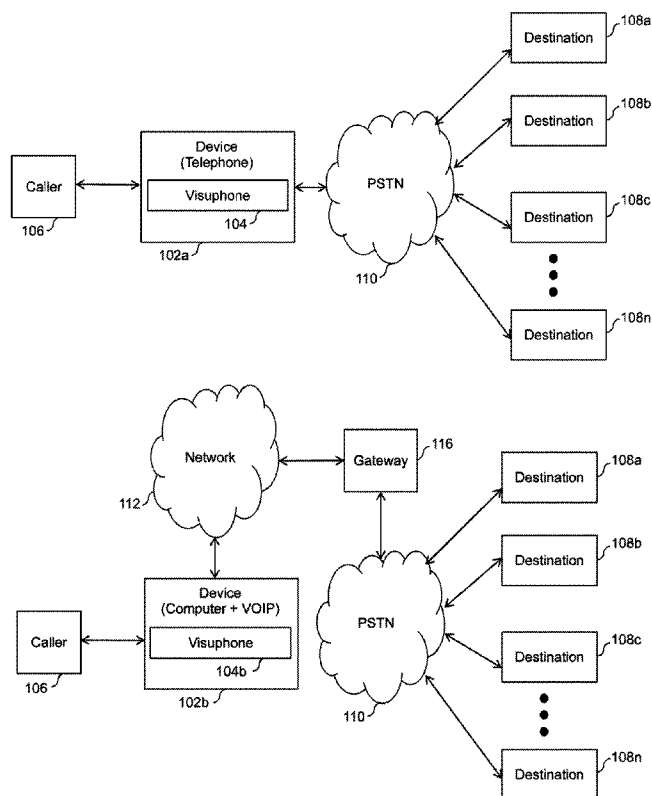 Destination
108a
Destination
108b
Device
(Telephone)
PSTN
Caller
Visuphone
106
104
Destination
108c
102a
110
Destination
108n
Network
Gateway
116
Destination
108a
112
Destination
108b
Device
(Computer + VOIP)
PSTN
Caller
Visuphone
106
104b
Destination
108c
102b
110
Destination
108n